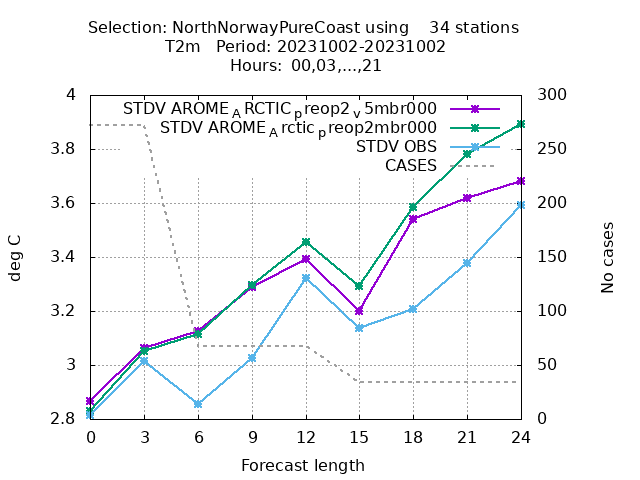 Selection: NorthNorwayPureCoast using 34 stations
T2m Period: 20231002-20231002
Hours: 00,03,...,21
4 300
STDV AROME_ARCTIC_preop2_v5mbr000
STDV AROME_Arctic_preop2mbr000
3.8 STDV OBS 250
CASES
3.6 200
3.4 150
deg C No cases
3.2 100
3 50
2.8 0
0 3 6 9 12 15 18 21 24
Forecast length